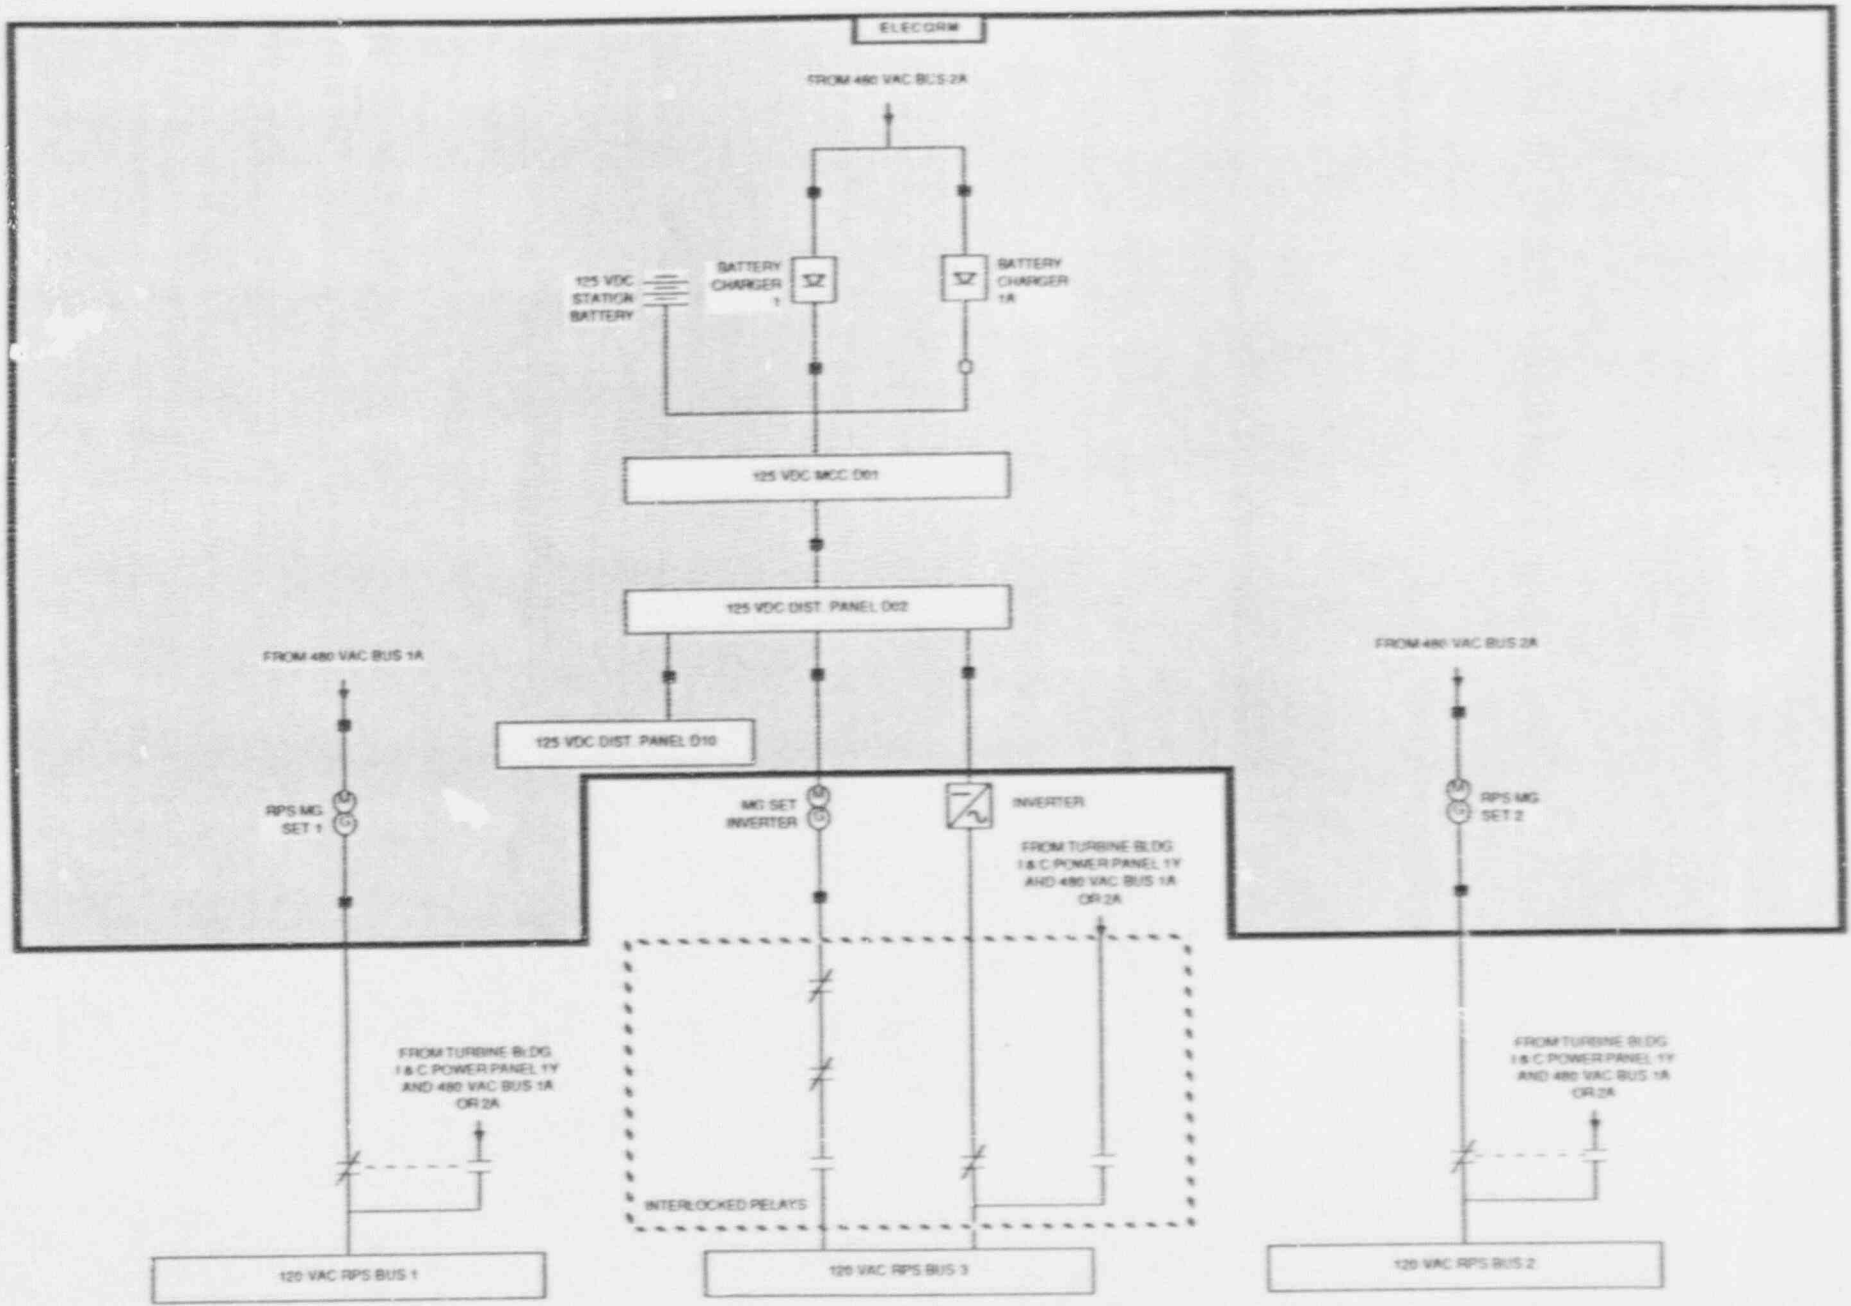 ELECQRM
FROM 480 VAC BUS 2A
125 VDC
STATION
BATTERY
BATTERY
CHARGER
1
BATTERY
CHARGER
1A
125 VDC MCC D01
125 VDC DIST. PANEL D02
FROM 480 VAC BUS 1A
FROM 480 VAC BUS 2A
125 VDC DIST. PANEL D10
RPS MG
SET 1
M
G
MG SET
INVERTER
M
G
INVERTER
RPS MG
SET 2
M
G
FROM TURBINE BLDG
I & C POWER PANEL 1Y
AND 480 VAC BUS 1A
OR 2A
FROM TURBINE BLDG
I & C POWER PANEL 1Y
AND 480 VAC BUS 1A
OR 2A
FROM TURBINE BLDG
I & C POWER PANEL 1Y
AND 480 VAC BUS 1A
OR 2A
INTERLOCKED RELAYS
120 VAC RPS BUS 1
120 VAC RPS BUS 3
120 VAC RPS BUS 2